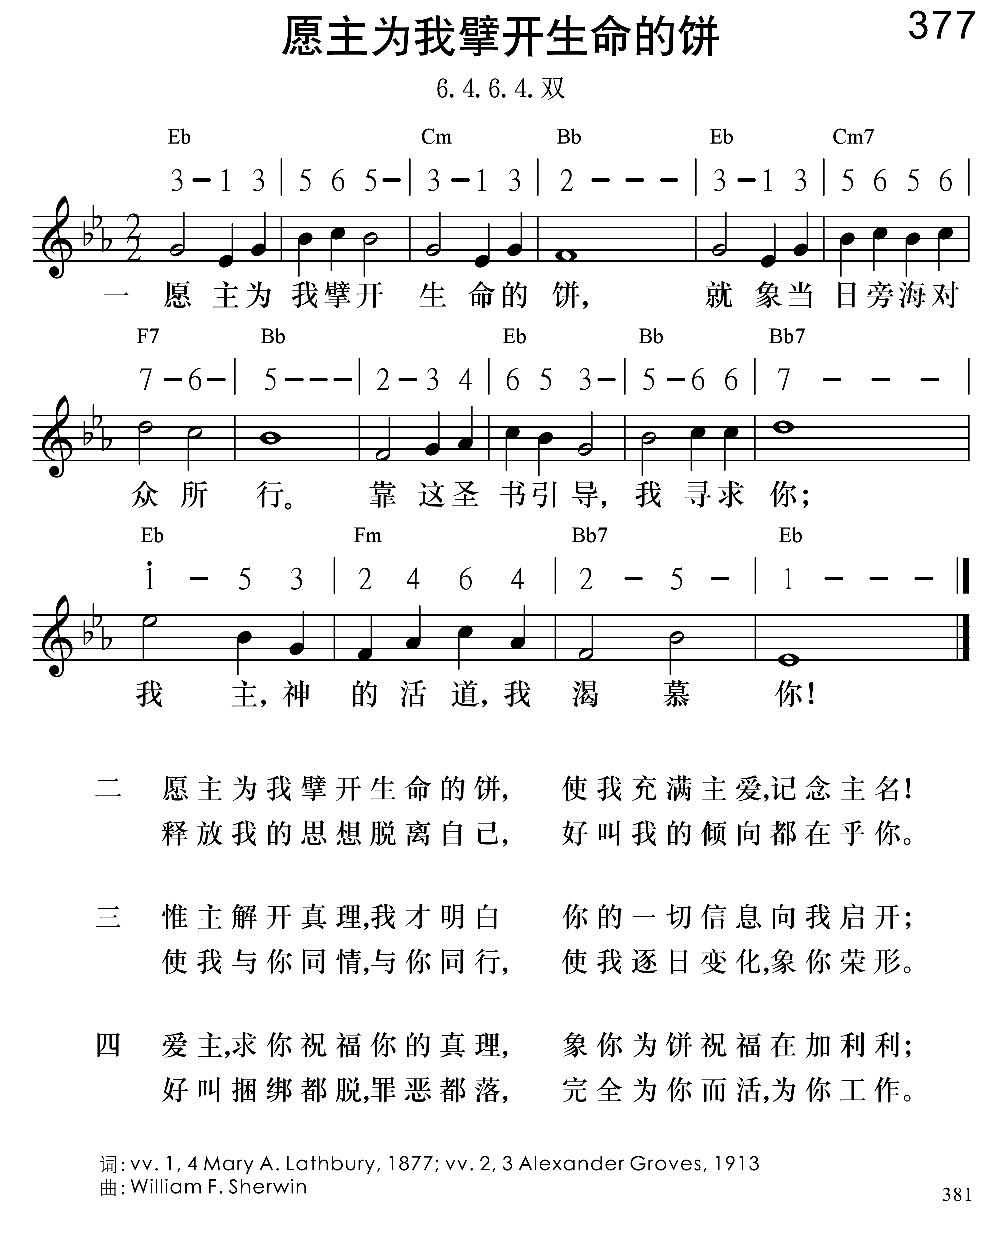 愿主为我擘开生命的饼 377
6.4.6.4.双
Eb Cm Bb Eb Cm7
3 – 1 3 | 5 6 5 – | 3 – 1 3 | 2 – – – | 3 – 1 3 | 5 6 5 6 |
2 2
一 愿 主为 我擘开 生 命的 饼, 就 象当 日旁海对
F7 Bb Eb Bb Bb7
7 – 6 – | 5 – – – | 2 – 3 4 | 6 5 3 – | 5 – 6 6 | 7 – – – |
众 所 行。 靠 这圣 书引 导, 我 寻求 你;
Eb Fm Bb7 Eb
i – 5 3 | 2 4 6 4 | 2 – 5 – | 1 – – – ‖
我 主, 神 的 活 道, 我 渴 慕 你!
二 愿主为我擘开生命的饼, 使我充满主爱,记念主名!
释放我的思想脱离自己, 好叫我的倾向都在乎你。
三 惟主解开真理,我才明白 你的一切信息向我启开;
使我与你同情,与你同行, 使我逐日变化,象你荣形。
四 爱主,求你祝福你的真理, 象你为饼祝福在加利利;
好叫捆绑都脱,罪恶都落, 完全为你而活,为你工作。
词: vv. 1, 4 Mary A. Lathbury, 1877; vv. 2, 3 Alexander Groves, 1913
曲: William F. Sherwin
381